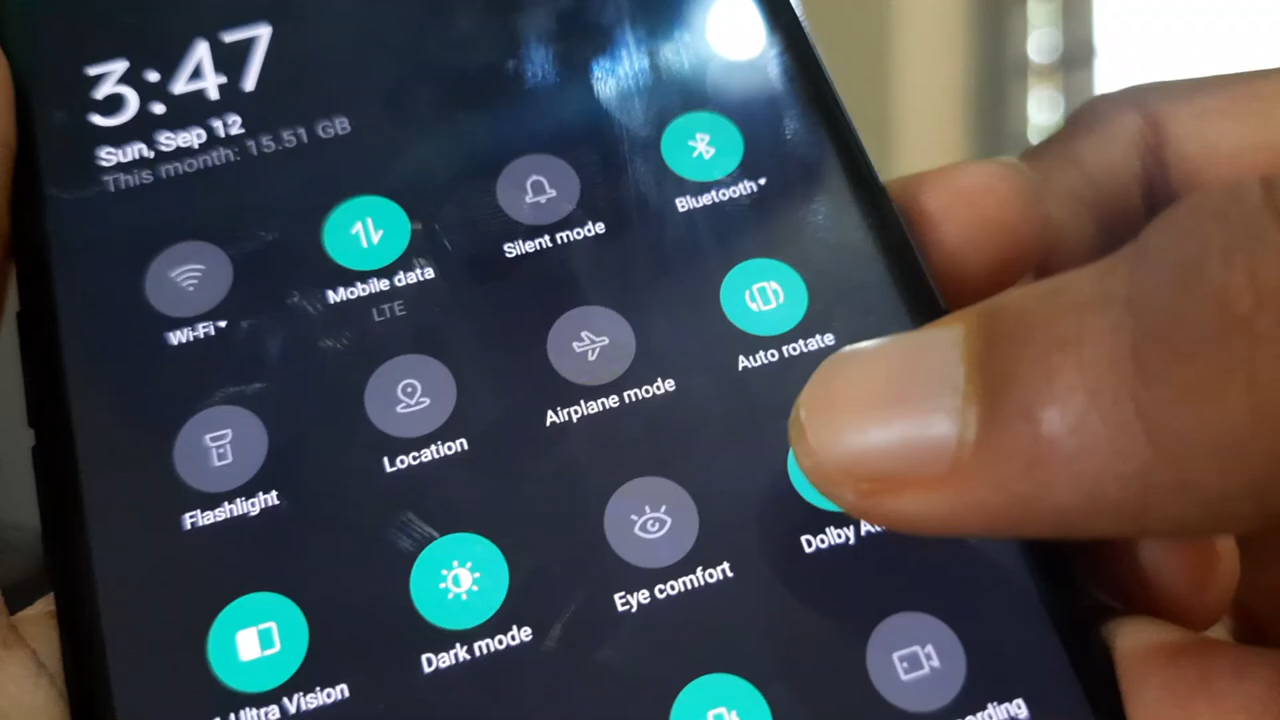 3:47
Sun, Sep 12
This month: 15.51 GB
Wi-Fi
Mobile data
LTE
Silent mode
Bluetooth
Flashlight
Location
Airplane mode
Auto rotate
Ultra Vision
Dark mode
Eye comfort
Dolby